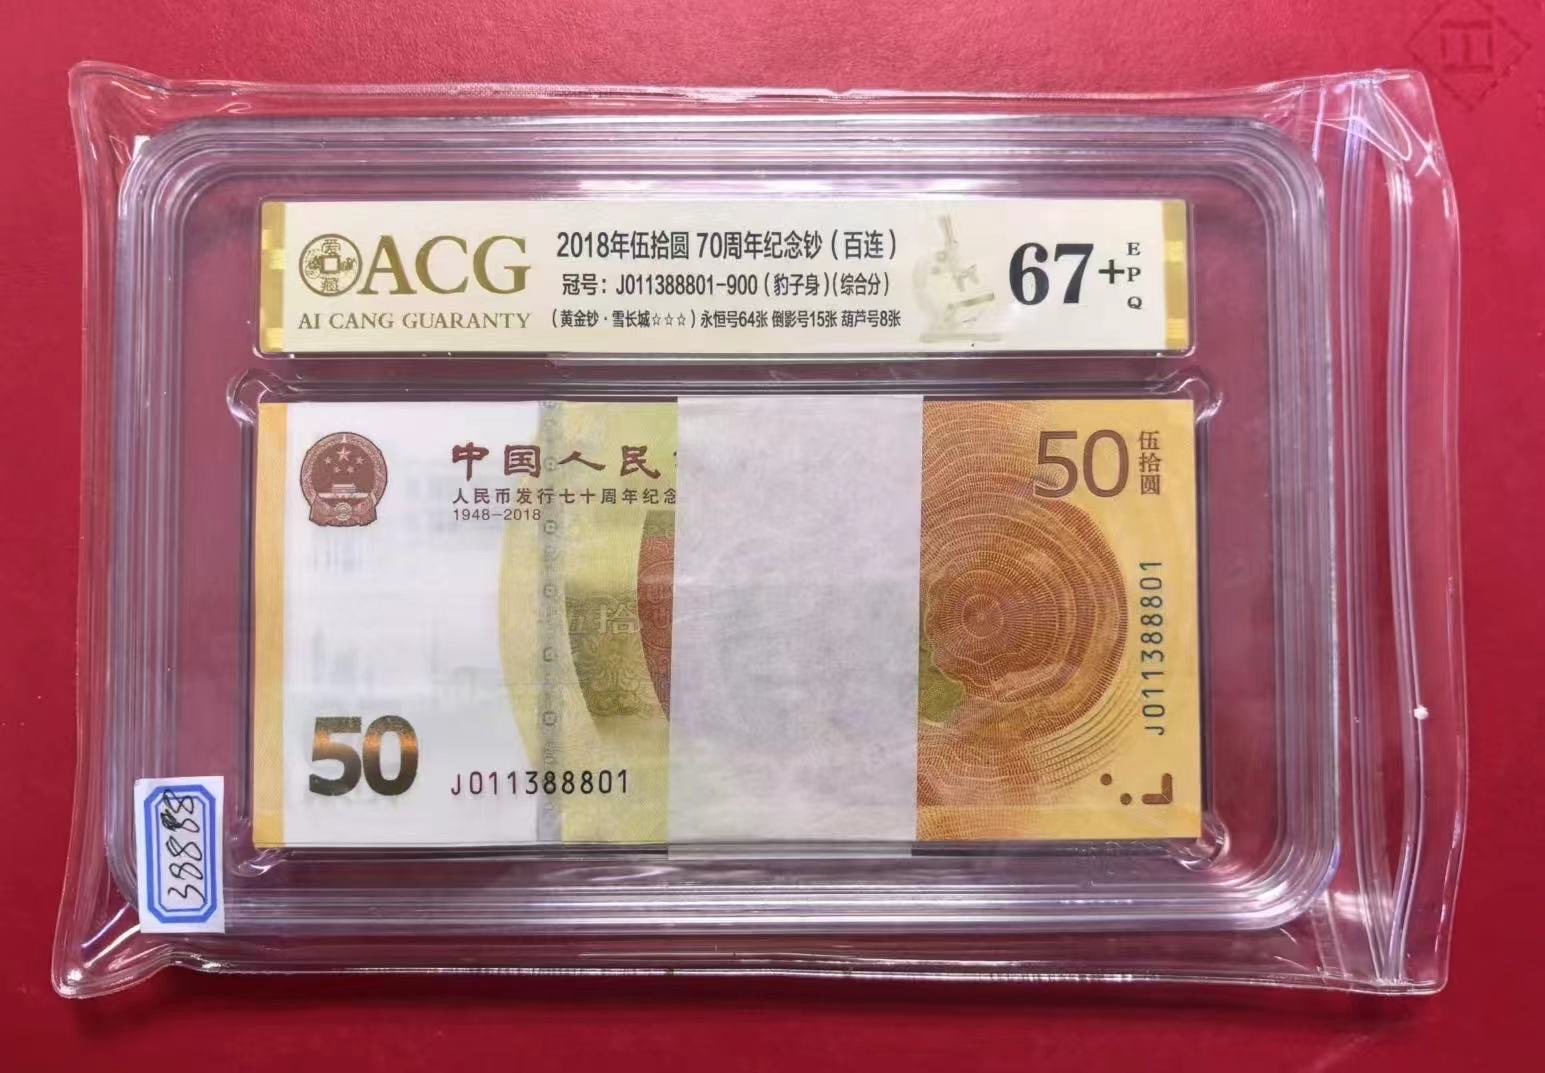 爱藏
ACG
AI CANG GUARANTY
2018年伍拾圆 70周年纪念钞（百连）
冠号：J011388801-900（豹子身）（综合分）
（黄金钞·雪长城☆☆☆）永恒号64张 倒影号15张 葫芦号8张
67+
EPQ
中国人民
人民币发行七十周年纪念
1948-2018
50
伍拾圆
伍拾
J011388801
50
J011388801
38888